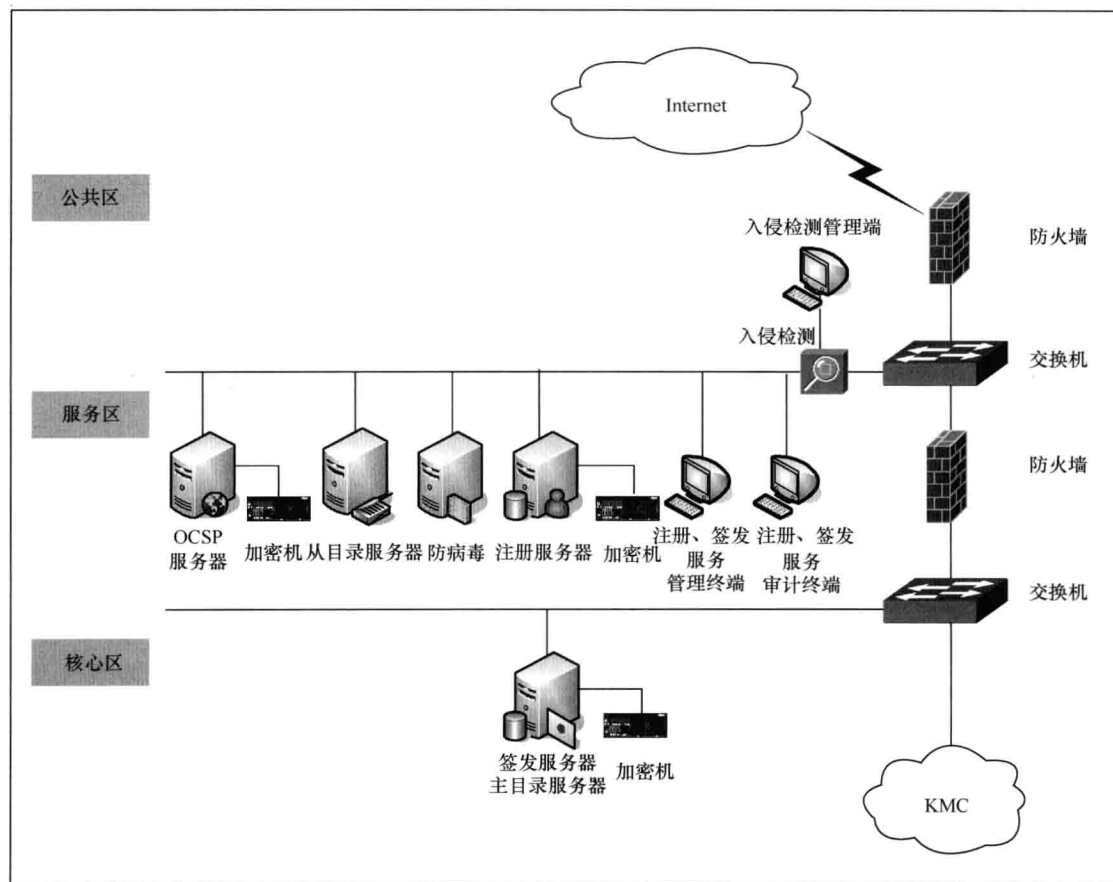 Internet
公共区
入侵检测管理端
防火墙
入侵检测
交换机
服务区
防火墙
OCSP
服务器
加密机
从目录服务器
防病毒
注册服务器
加密机
注册、签发
服务
管理终端
注册、签发
服务
审计终端
交换机
核心区
签发服务器
主目录服务器
加密机
KMC